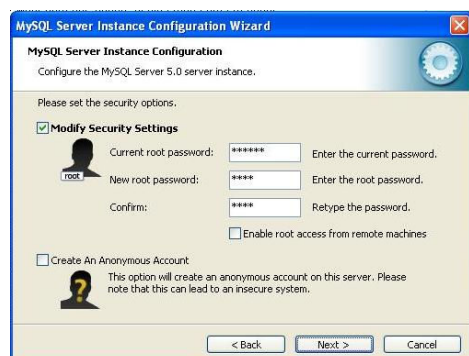 MySQL Server Instance Configuration Wizard
MySQL Server Instance Configuration
Configure the MySQL Server 5.0 server instance.
Please set the security options.
Modify Security Settings
root
Current root password: ****** Enter the current password.
New root password: **** Enter the root password.
Confirm: **** Retype the password.
Enable root access from remote machines
Create An Anonymous Account
This option will create an anonymous account on this server. Please
note that this can lead to an insecure system.
< Back Next > Cancel